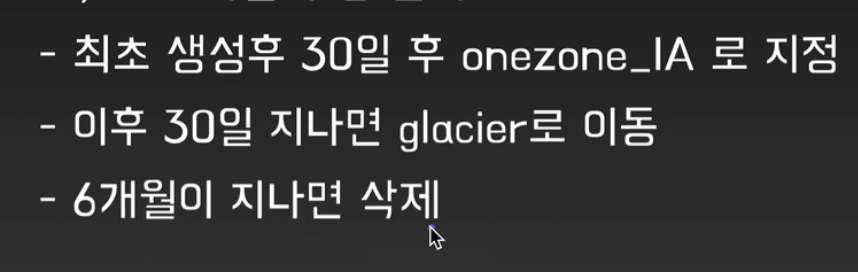 - 최초 생성후 30일 후 onezone_IA 로 지정
- 이후 30일 지나면 glacier로 이동
- 6개월이 지나면 삭제